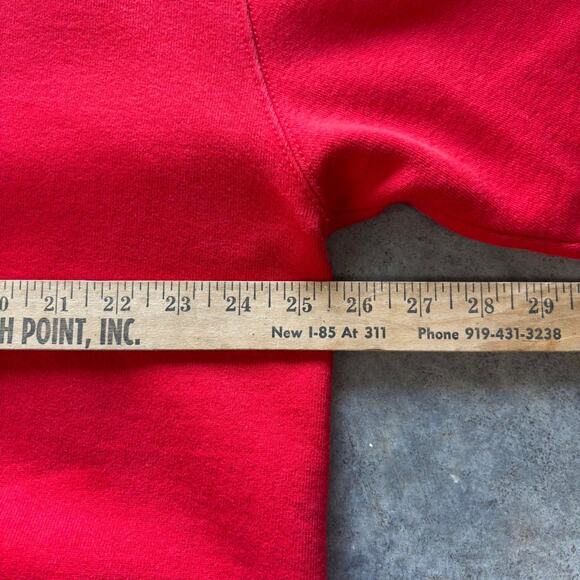 0 21 22 23 24 25 26 27 28 29
H POINT, INC. New I-85 At 311 Phone 919-431-3238